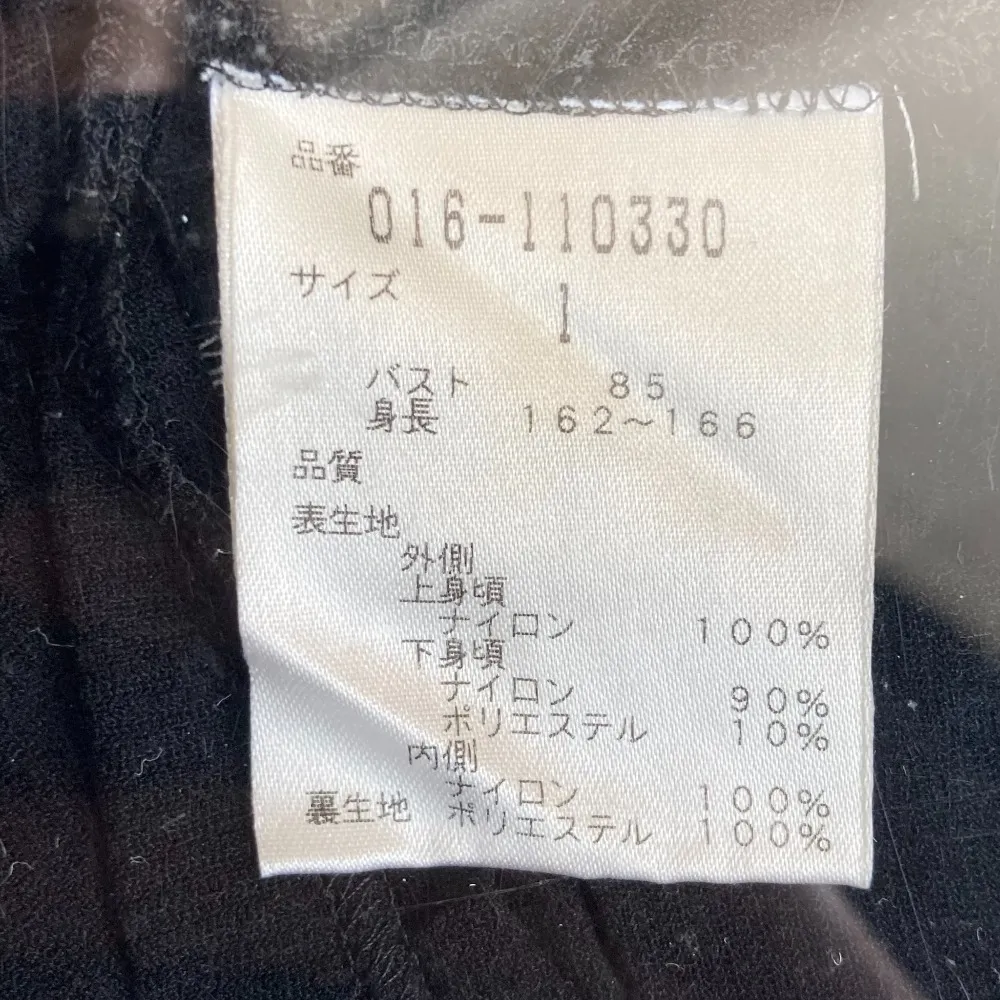 品番
016-110330
サイズ 1
バスト 85
身長 162～166
品質
表生地
外側
上身頃
ナイロン 100%
下身頃
ナイロン 90%
ポリエステル 10%
内側
ナイロン 100%
裏生地 ポリエステル 100%